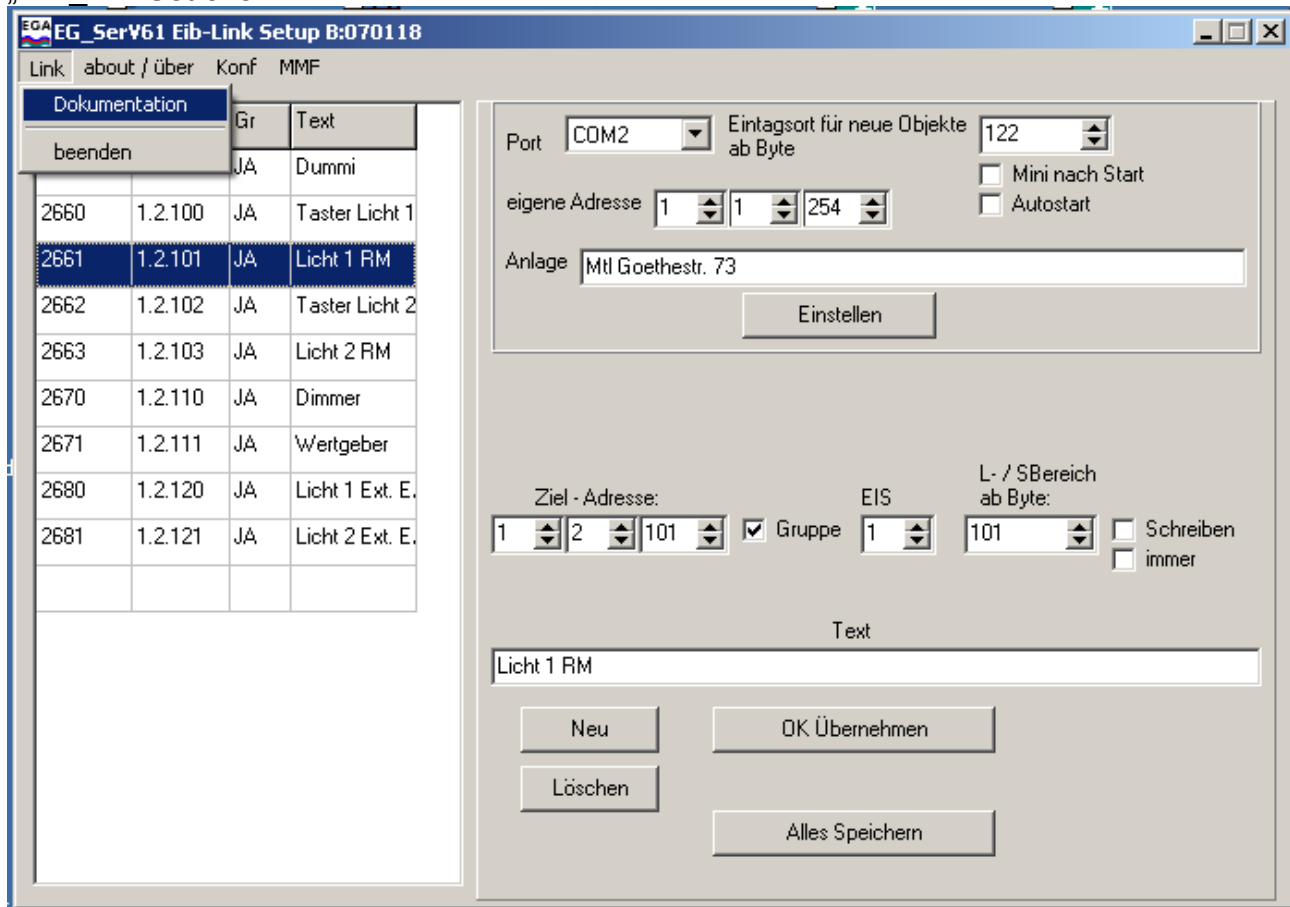 EGA EG_SerV61 Eib-Link Setup B:070118
Link about / über Konf MMF
Dokumentation
beenden
Gr Text
JA Dummi
2660 1.2.100 JA Taster Licht 1
2661 1.2.101 JA Licht 1 RM
2662 1.2.102 JA Taster Licht 2
2663 1.2.103 JA Licht 2 RM
2670 1.2.110 JA Dimmer
2671 1.2.111 JA Wertgeber
2680 1.2.120 JA Licht 1 Ext. E.
2681 1.2.121 JA Licht 2 Ext. E.
Port COM2 Eintagsort für neue Objekte
ab Byte 122
Mini nach Start
Autostart
eigene Adresse 1 1 254
Anlage Mtl Goethestr. 73
Einstellen
Ziel - Adresse: EIS L- / SBereich
ab Byte:
1 2 101 Gruppe 1 101 Schreiben
immer
Text
Licht 1 RM
Neu OK Übernehmen
Löschen
Alles Speichern